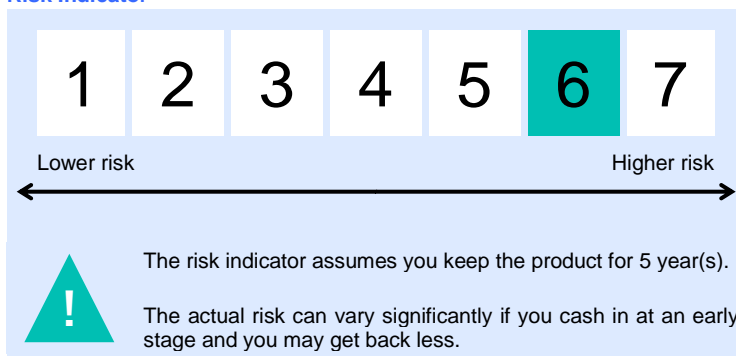 Risk Indicator
1 2 3 4 5 6 7
Lower risk Higher risk
!
The risk indicator assumes you keep the product for 5 year(s).
The actual risk can vary significantly if you cash in at an early
stage and you may get back less.